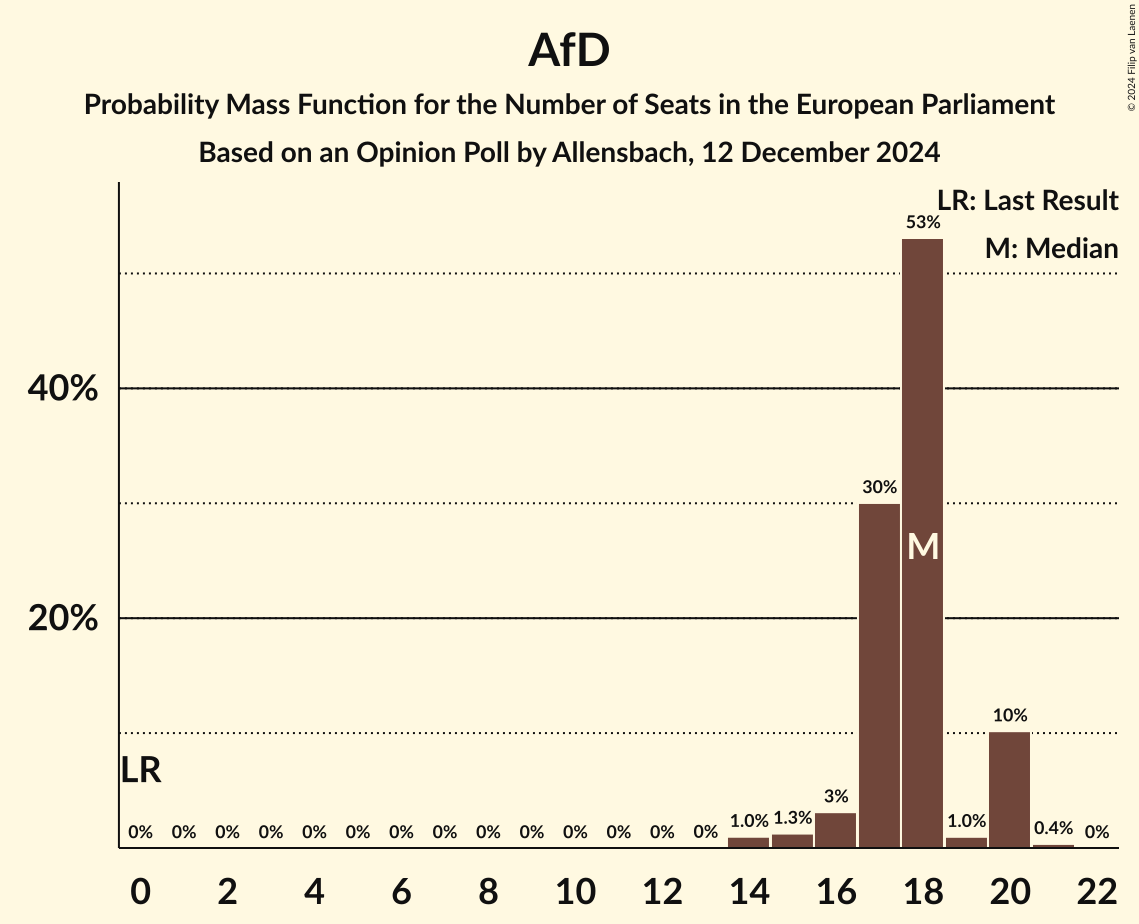 AfD
Probability Mass Function for the Number of Seats in the European Parliament
Based on an Opinion Poll by Allensbach, 12 December 2024
© 2024 Filip van Laenen
LR: Last Result
M: Median
40%
20%
LR
M
0% 0% 0% 0% 0% 0% 0% 0% 0% 0% 0% 0% 0% 0% 1.0% 1.3% 3% 30% 53% 1.0% 10% 0.4% 0%
0 2 4 6 8 10 12 14 16 18 20 22